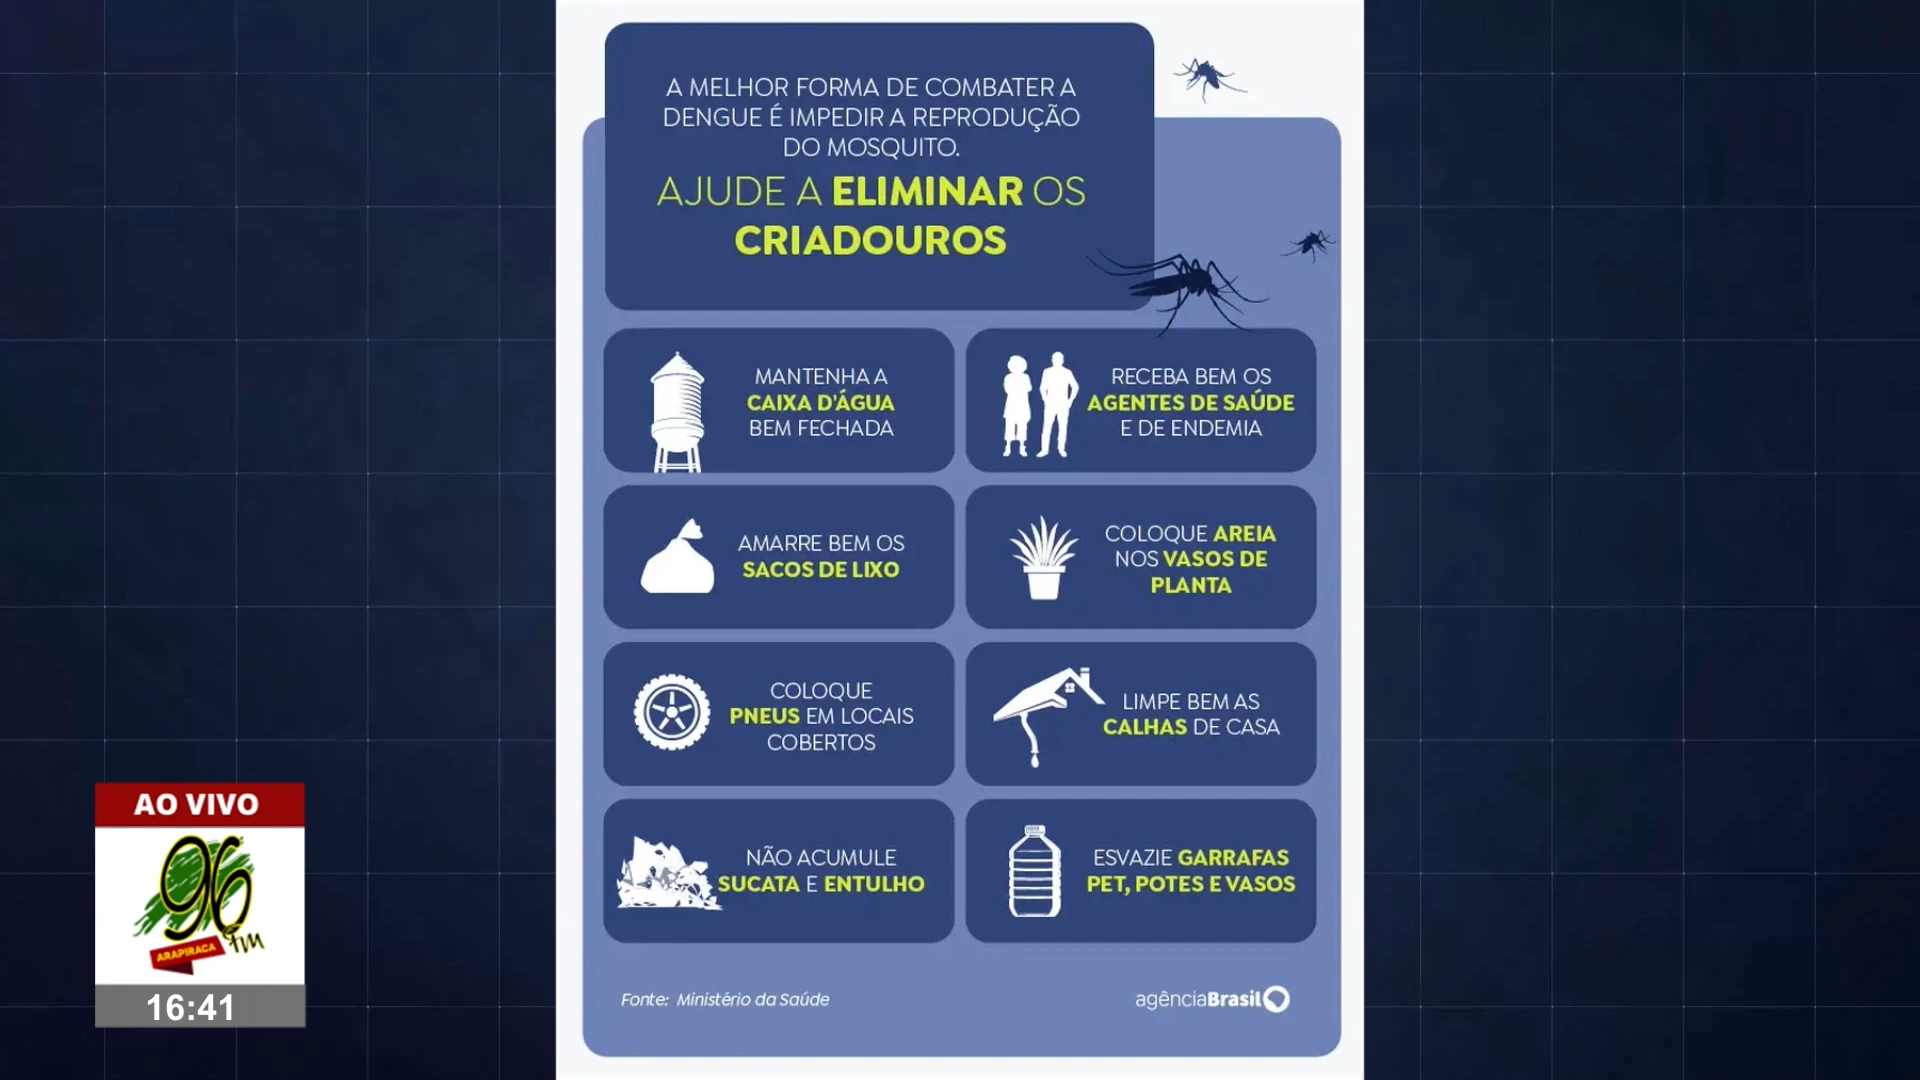 A MELHOR FORMA DE COMBATER A
DENGUE É IMPEDIR A REPRODUÇÃO
DO MOSQUITO.
AJUDE A ELIMINAR OS
CRIADOUROS
MANTENHA A
CAIXA D'ÁGUA
BEM FECHADA
RECEBA BEM OS
AGENTES DE SAÚDE
E DE ENDEMIA
AMARRE BEM OS
SACOS DE LIXO
COLOQUE AREIA
NOS VASOS DE
PLANTA
COLOQUE
PNEUS EM LOCAIS
COBERTOS
LIMPE BEM AS
CALHAS DE CASA
NÃO ACUMULE
SUCATA E ENTULHO
ESVAZIE GARRAFAS
PET, POTES E VASOS
Fonte: Ministério da Saúde
agênciaBrasil
AO VIVO
96
FM
ARAPIRACA
16:41